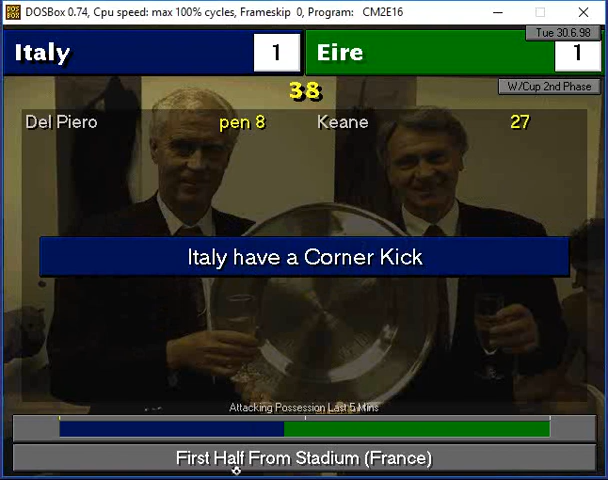 DOSBox 0.74, Cpu speed: max 100% cycles, Frameskip 0, Program: CM2E16
Tue 30.6.98
Italy 1 Eire 1
38
W/Cup 2nd Phase
Del Piero pen 8 Keane 27
Italy have a Corner Kick
Attacking Possession Last 5 Mins
First Half From Stadium (France)